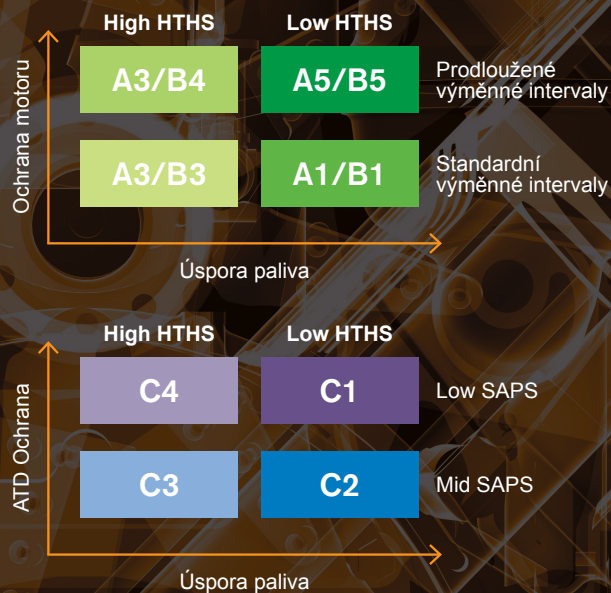 High HTHS Low HTHS
Ochrana motoru
A3/B4 A5/B5 Prodloužené
výměnné intervaly
A3/B3 A1/B1 Standardní
výměnné intervaly
Úspora paliva
High HTHS Low HTHS
ATD Ochrana
C4 C1 Low SAPS
C3 C2 Mid SAPS
Úspora paliva